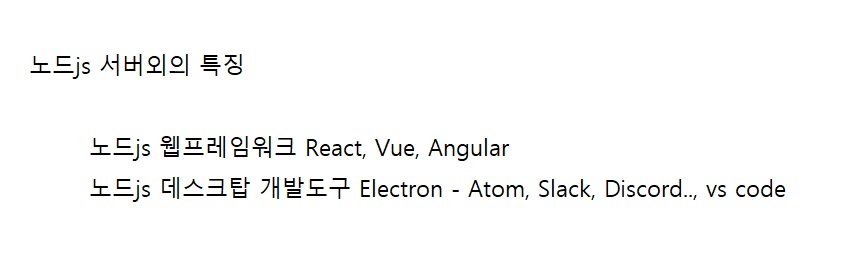 노드js 서버외의 특징
노드js 웹프레임워크 React, Vue, Angular
노드js 데스크탑 개발도구 Electron - Atom, Slack, Discord.., vs code